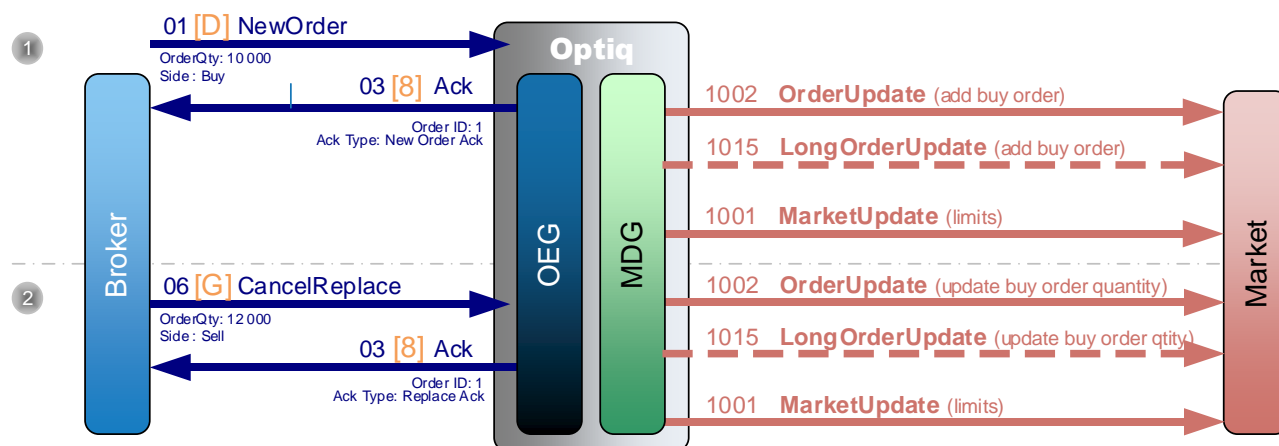 1
01 [D] NewOrder
OrderQty: 10 000
Side : Buy
03 [8] Ack
Order ID: 1
Ack Type: New Order Ack
Optiq
Broker
OEG
MDG
Market
1002 OrderUpdate (add buy order)
1015 LongOrderUpdate (add buy order)
1001 MarketUpdate (limits)
2
06 [G] CancelReplace
OrderQty: 12 000
Side : Sell
03 [8] Ack
Order ID: 1
Ack Type: Replace Ack
1002 OrderUpdate (update buy order quantity)
1015 LongOrderUpdate (update buy order qtity)
1001 MarketUpdate (limits)